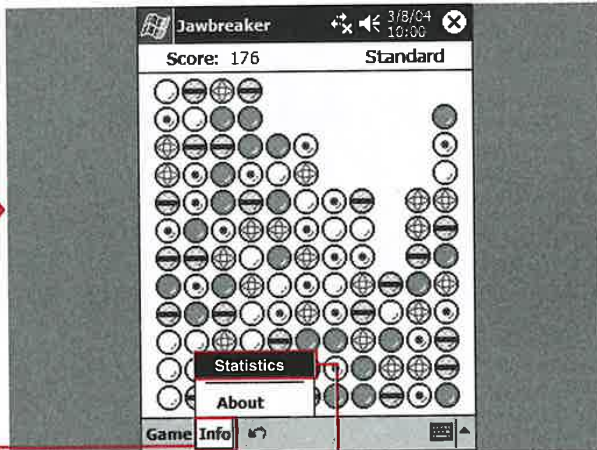 Jawbreaker 3/8/04
10:00
Score: 176 Standard
Statistics
About
Game Info